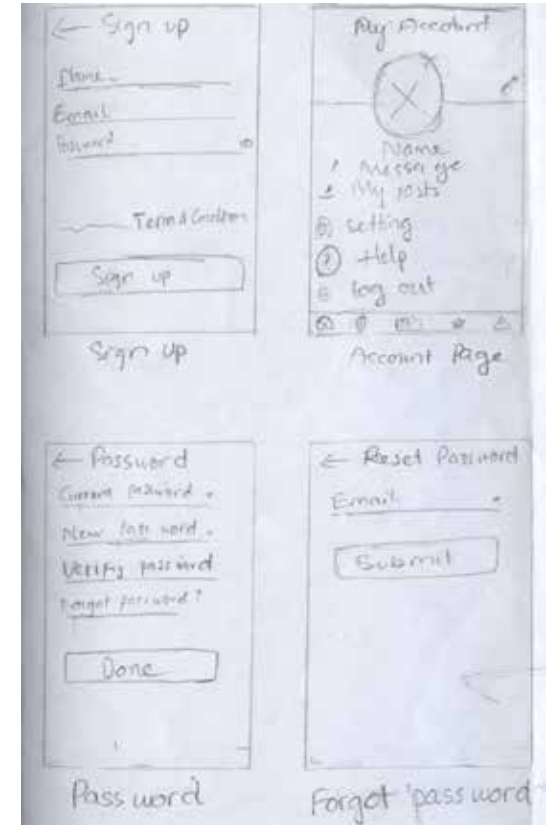 ← Sign up
Name
Email
Password
Term & Condition
Sign up
Sign up
My Account
Name
Message
My posts
setting
Help
log out
Account Page
← Password
Current password
New password
Verify password
Forgot password?
Done
Password
← Reset Password
Email
Submit
Forgot password